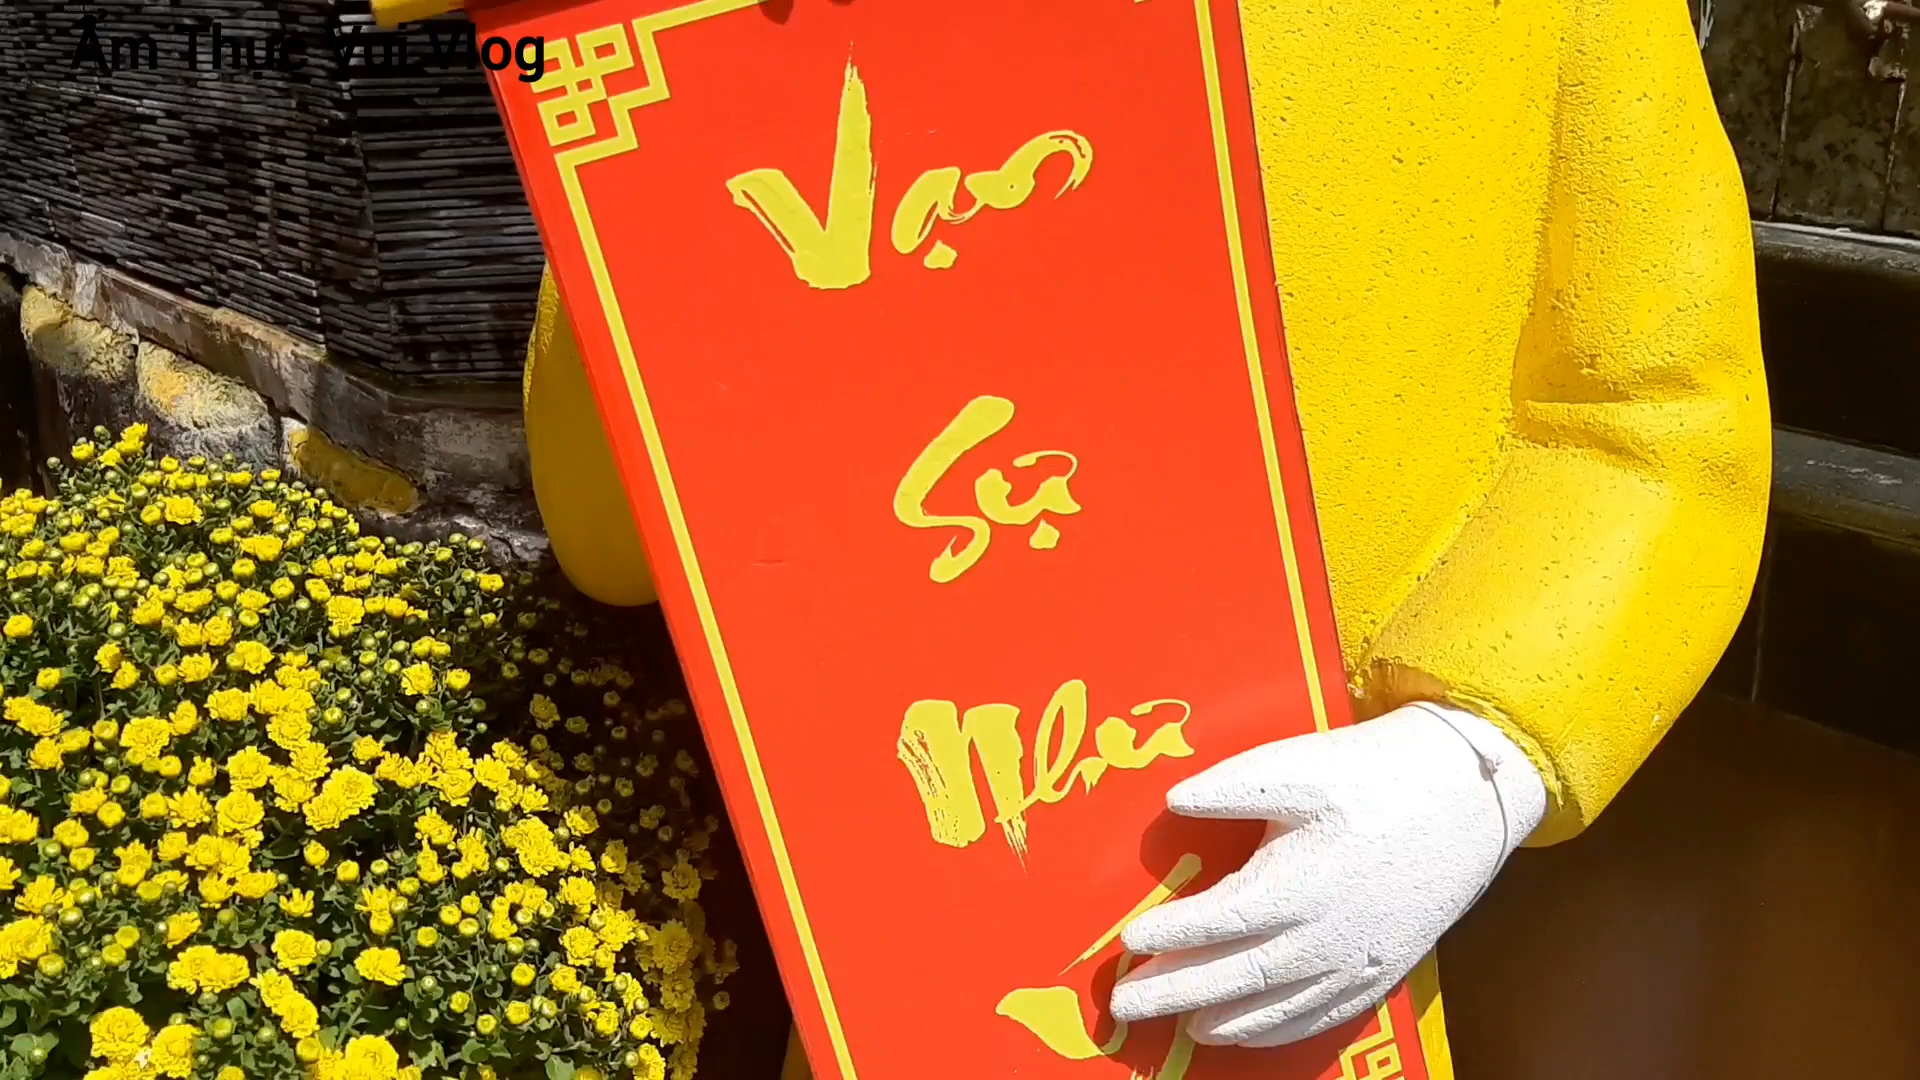 Ẩm Thực Vui Vlog
Vạn
Sự
Như
Ý